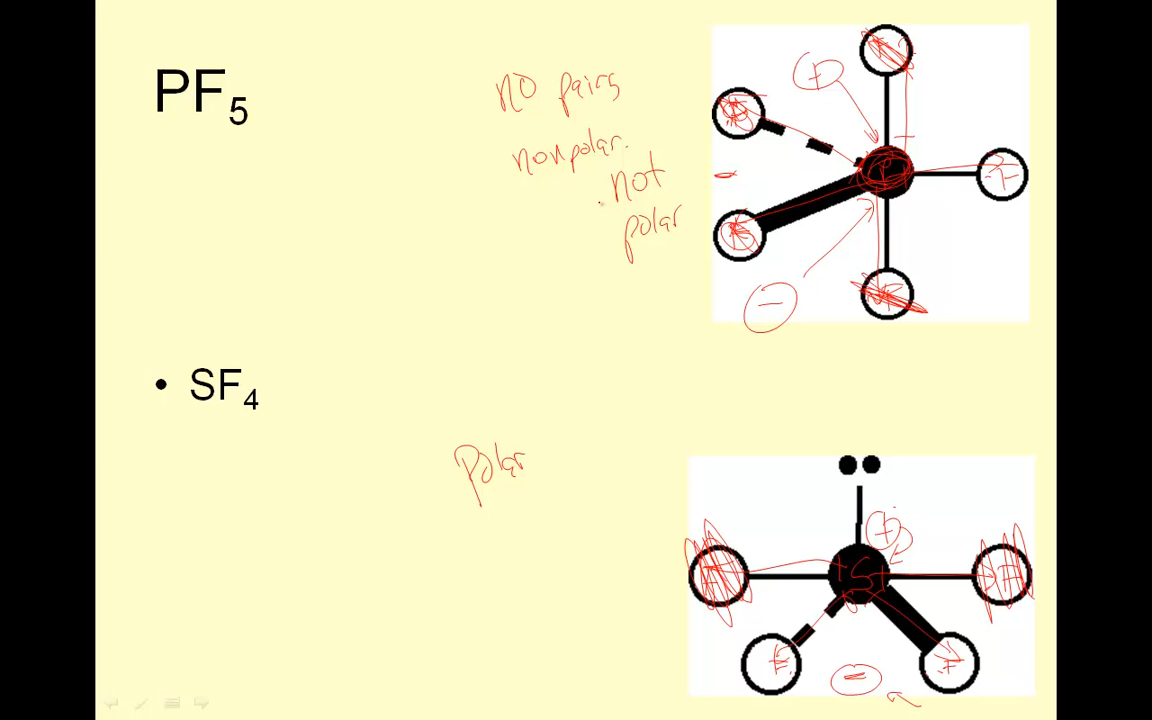 PF5
no pairs
nonpolar.
not
polar
+
-
-
P
F
• SF4
polar
+
S
F
F
-